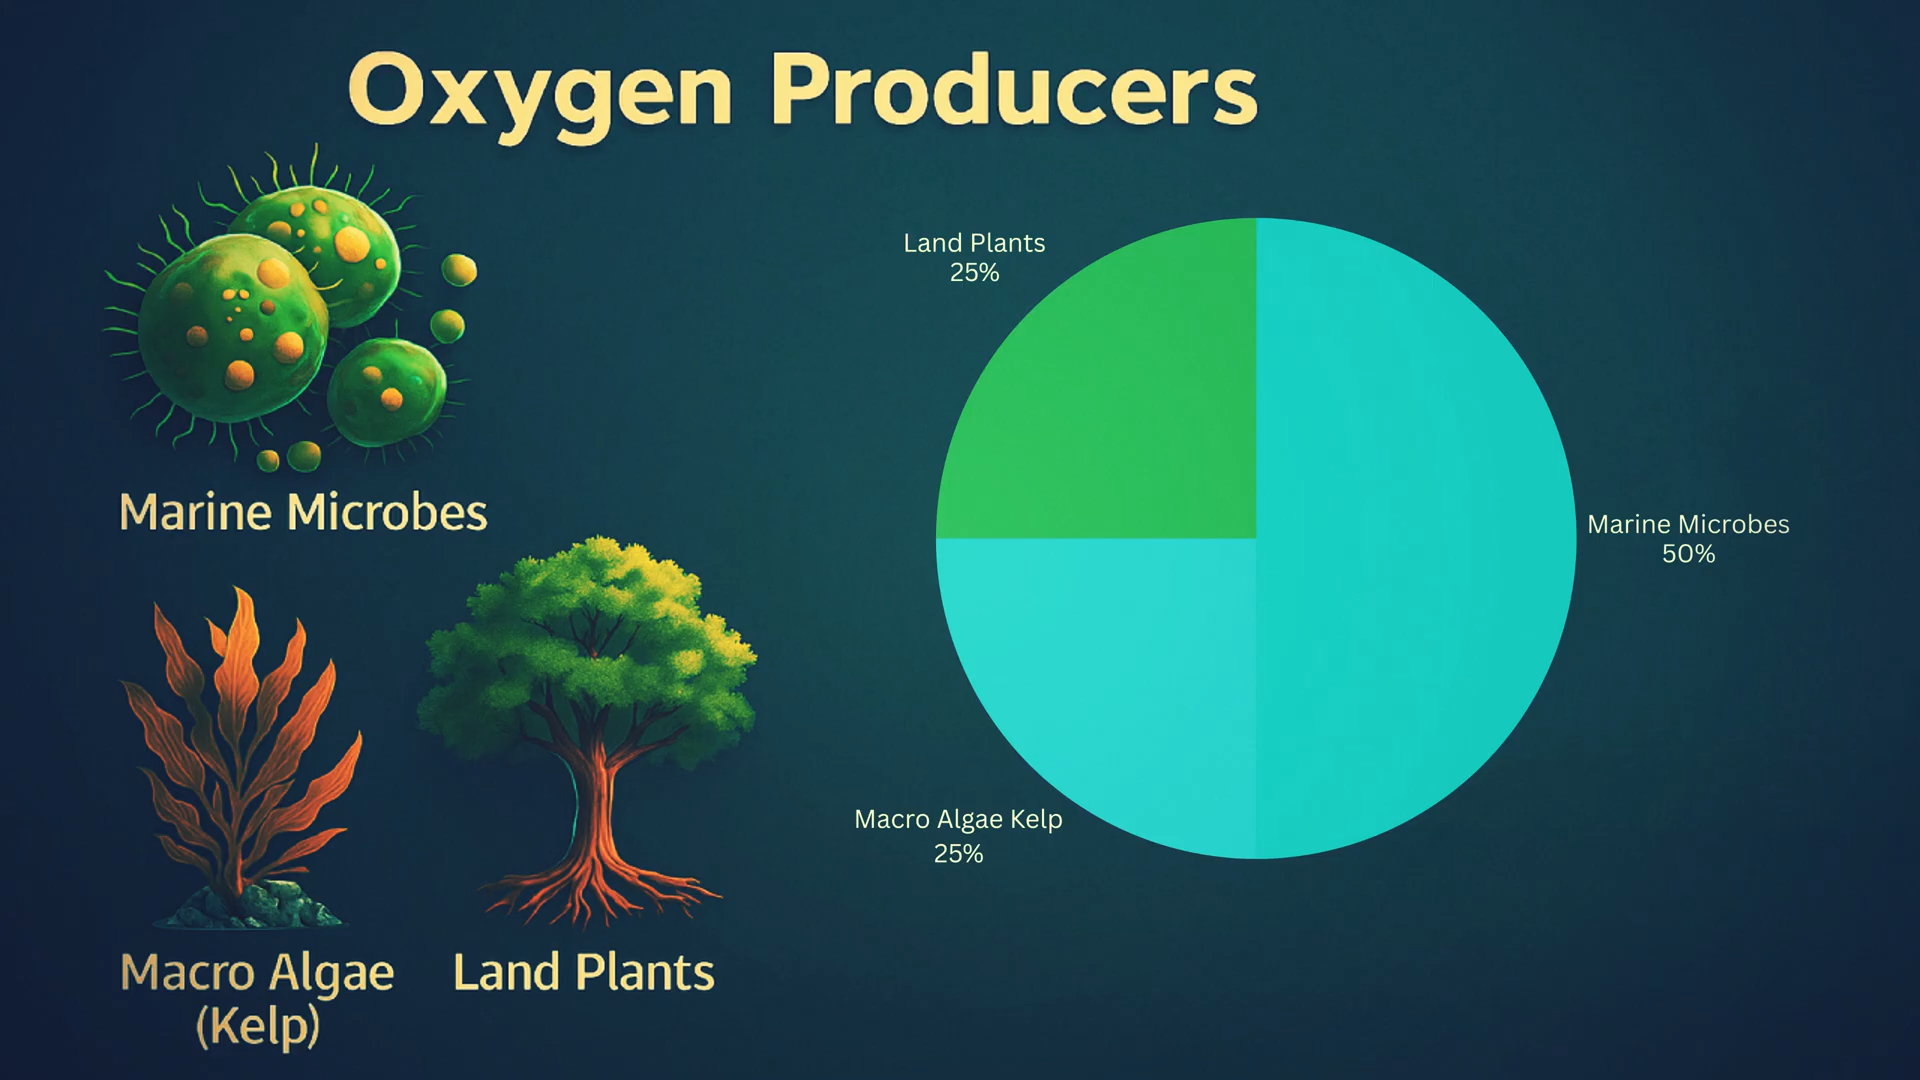 Oxygen Producers
Marine Microbes
Macro Algae
(Kelp)
Land Plants
Land Plants
25%
Marine Microbes
50%
Macro Algae Kelp
25%